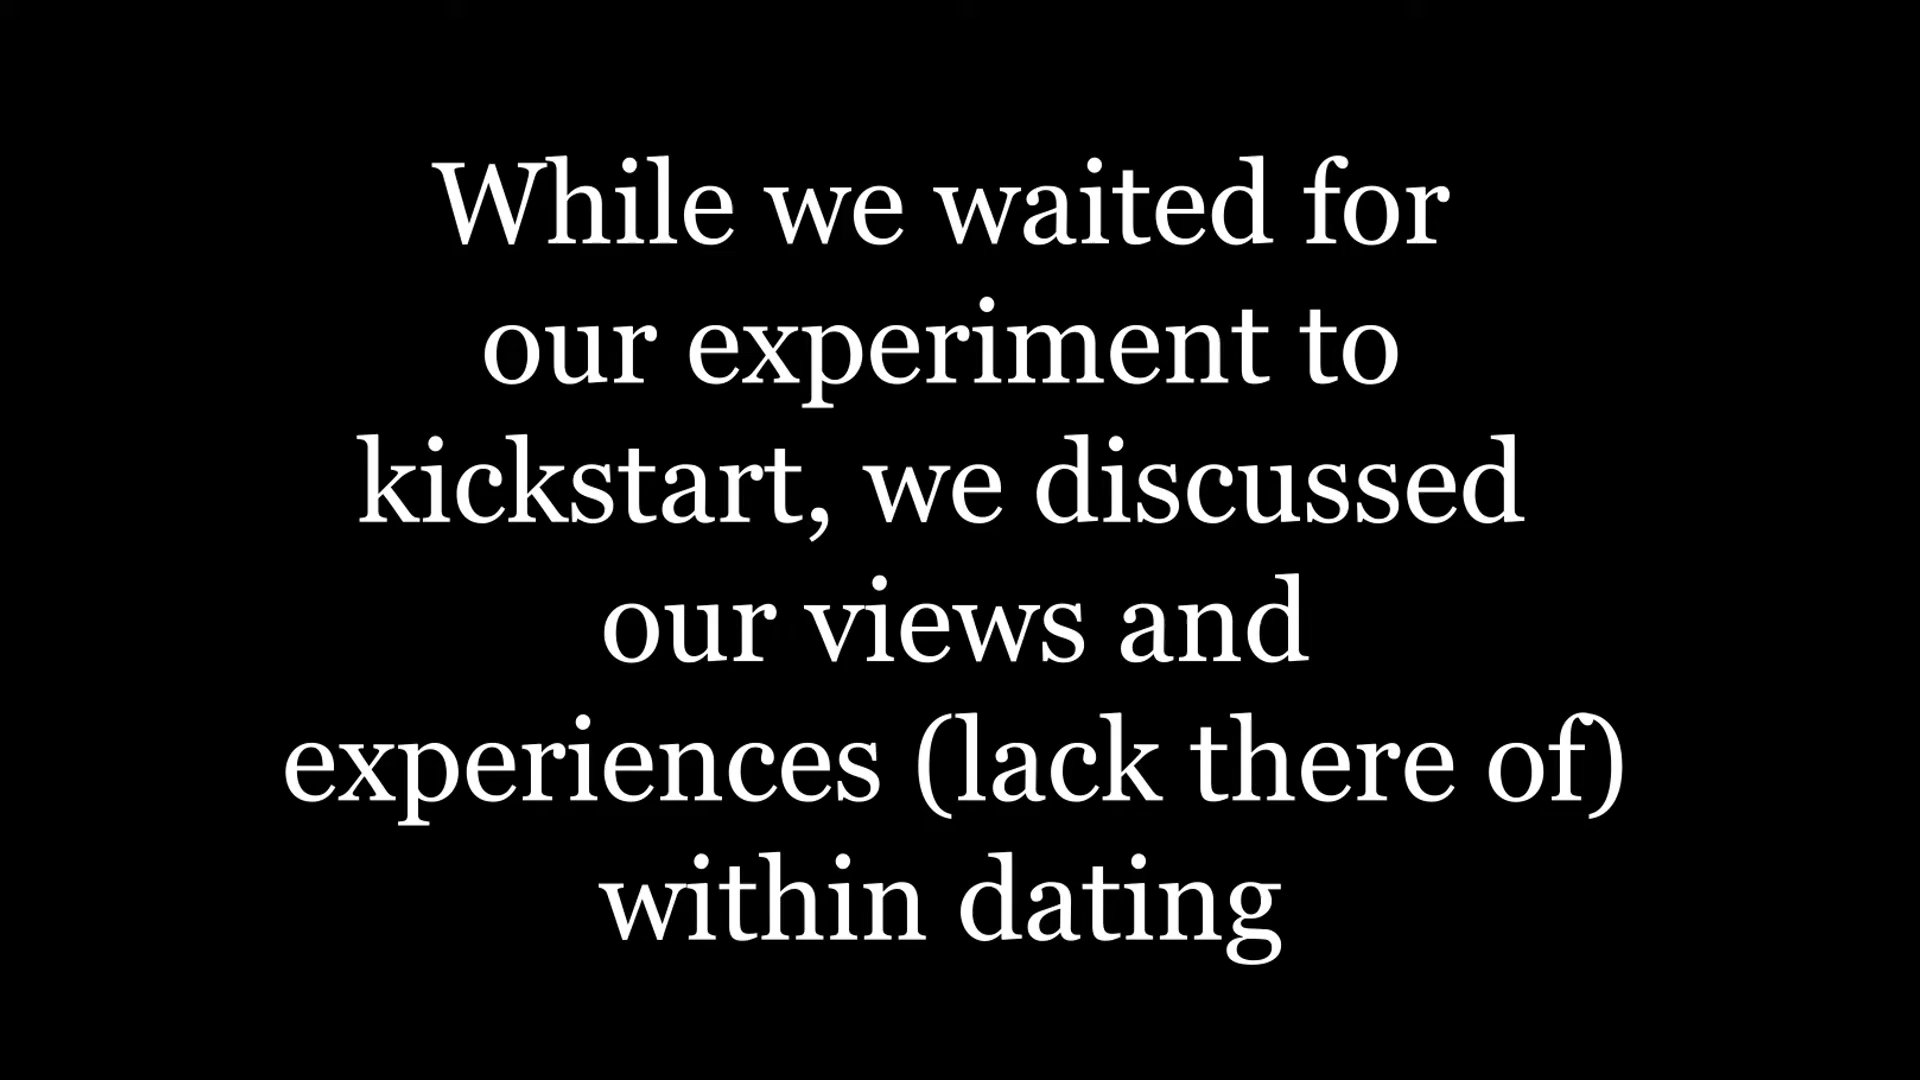 While we waited for
our experiment to
kickstart, we discussed
our views and
experiences (lack there of)
within dating